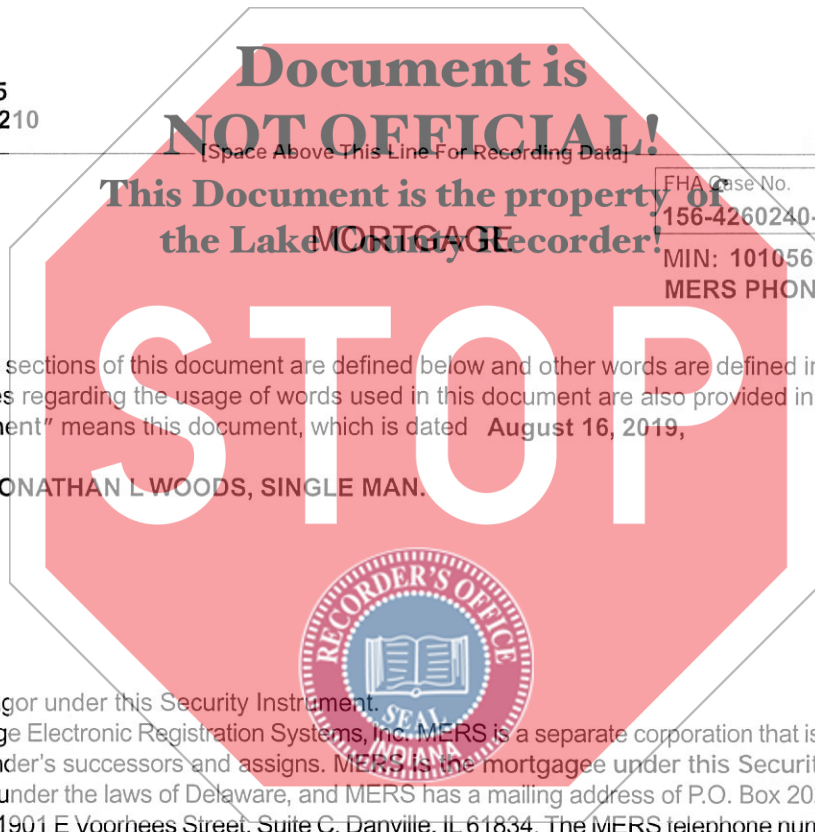 Document is
5
210
NOT OFFICIAL!
[Space Above This Line For Recording Data]
This Document is the property of
the Lake County Recorder!
FHA Case No.
156-4260240-
MORTGAGE
MIN: 101056
MERS PHON
STOP
sections of this document are defined below and other words are defined in
s regarding the usage of words used in this document are also provided in
ent" means this document, which is dated August 16, 2019,
ONATHAN L WOODS, SINGLE MAN.
RECORDER'S OFFICE
SEAL
INDIANA
gor under this Security Instrument.
ge Electronic Registration Systems, Inc. MERS is a separate corporation that is
der's successors and assigns. MERS is the mortgagee under this Securit
under the laws of Delaware, and MERS has a mailing address of P.O. Box 20
1901 E Voorhees Street, Suite C, Danville, IL 61834. The MERS telephone num